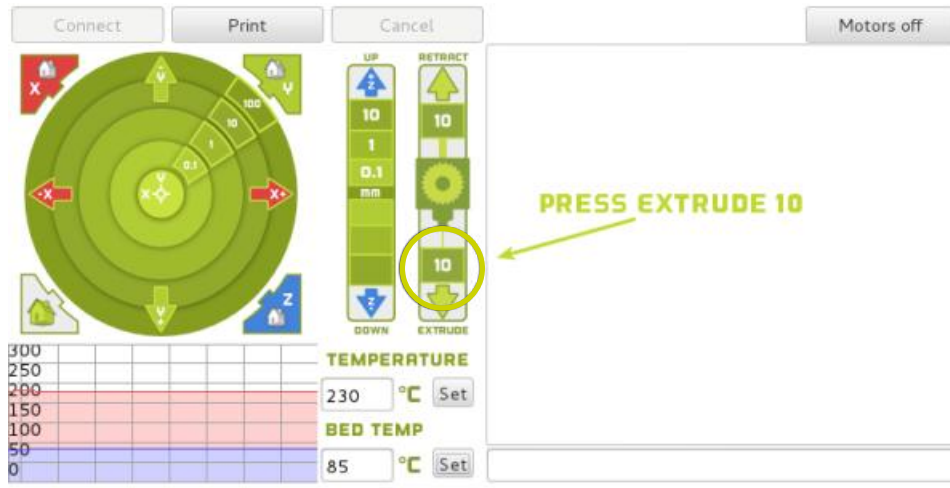 Connect
Print
Cancel
Motors off
UP
RETRACT
X
Y
-Y
100
10
1
0.1
-X
X+
Y
X
Y+
Z
+Z
10
1
0.1
mm
-Z
DOWN
10
10
EXTRUDE
PRESS EXTRUDE 10
300
250
200
150
100
50
0
TEMPERATURE
230 °C Set
BED TEMP
85 °C Set